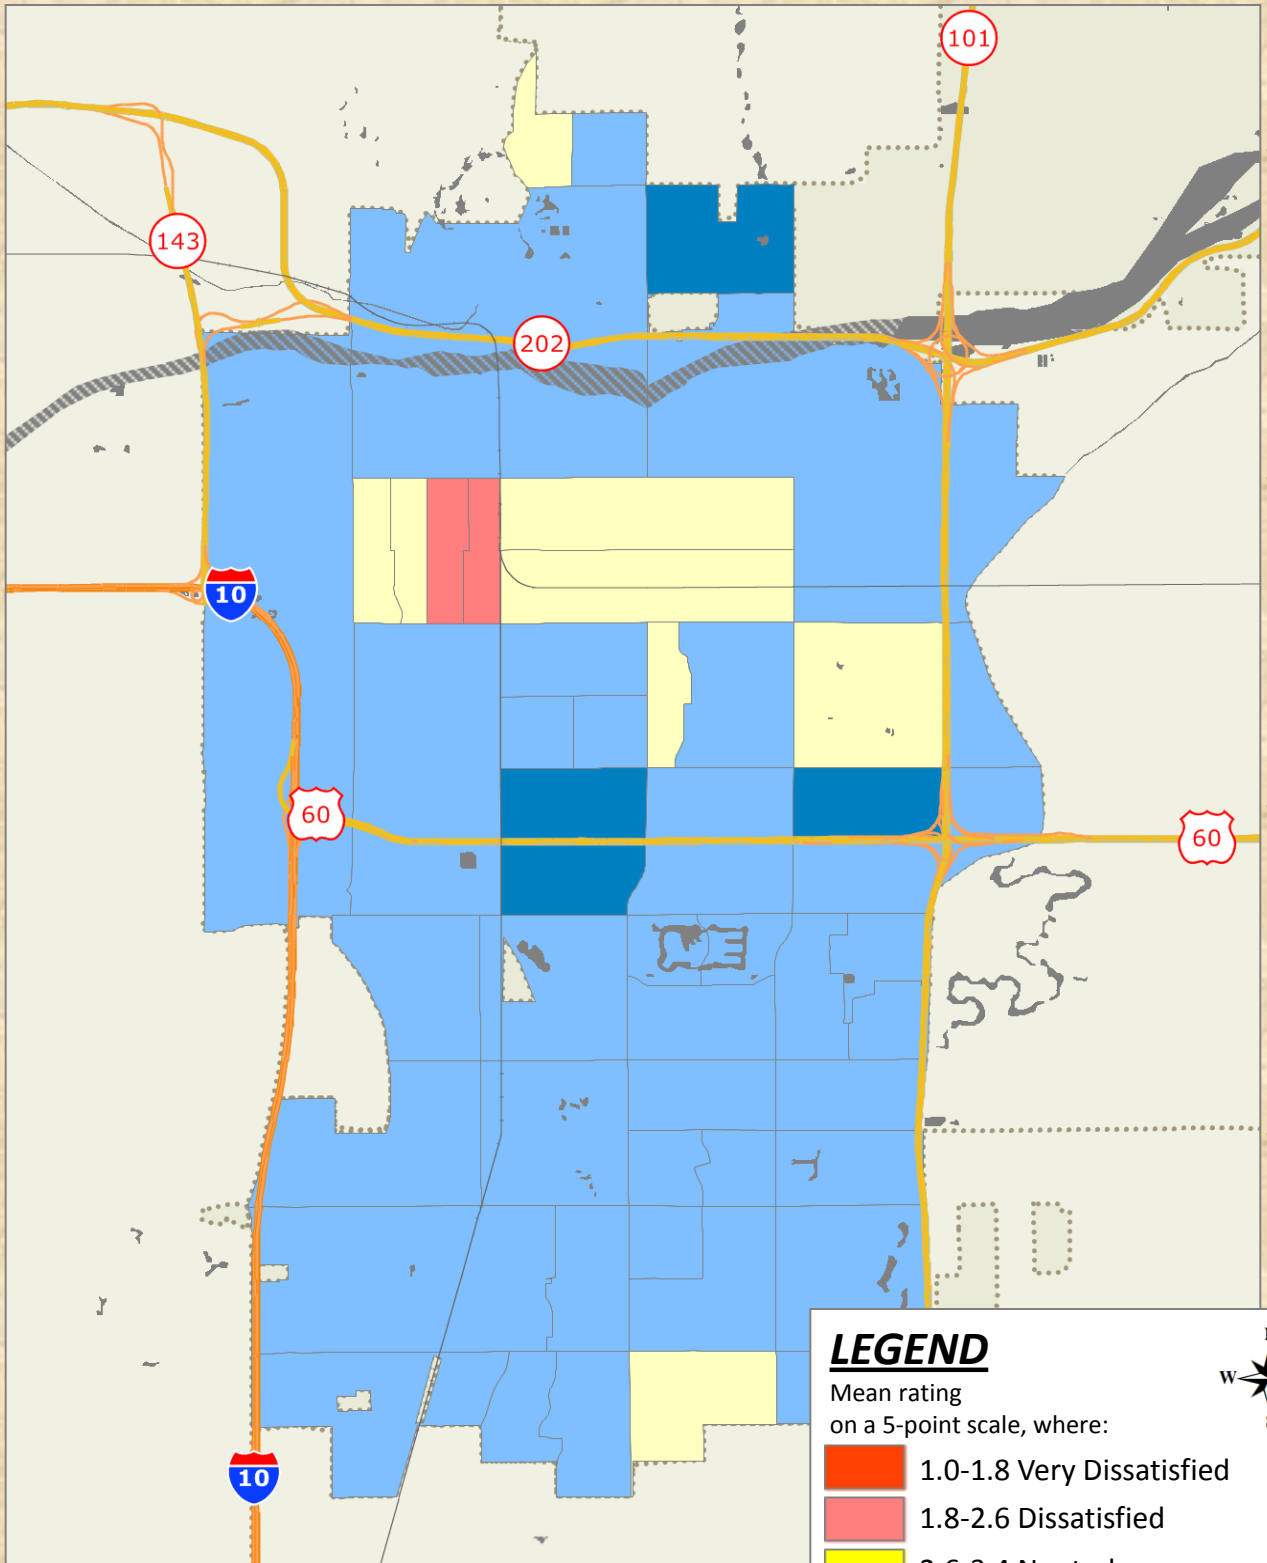 101
143
202
10
60
60
10
LEGEND
W
Mean rating
on a 5-point scale, where:
1.0-1.8 Very Dissatisfied
1.8-2.6 Dissatisfied